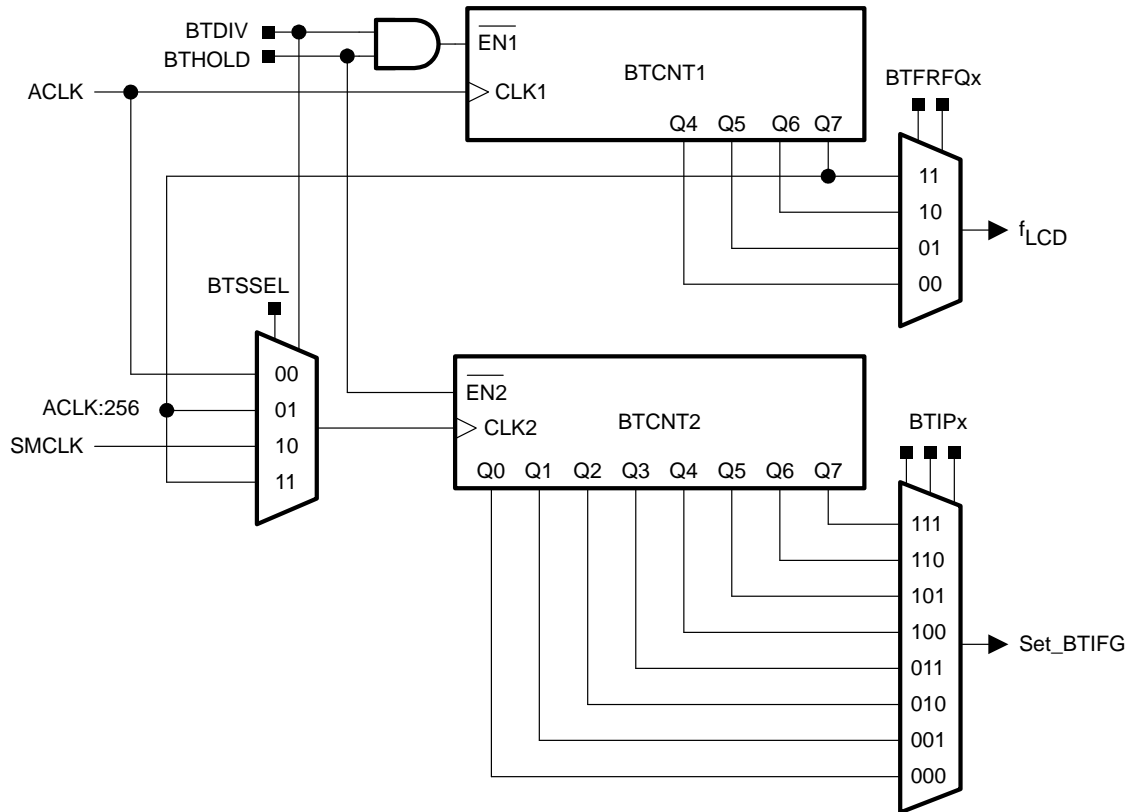 BTDIV
BTHOLD
EN1
BTCNT1
ACLK
CLK1
BTFRFQx
Q4 Q5 Q6 Q7
11
10
01
00
fLCD
BTSSEL
00
01
10
11
ACLK:256
SMCLK
EN2
CLK2
BTCNT2
Q0 Q1 Q2 Q3 Q4 Q5 Q6 Q7
BTIPx
111
110
101
100
011
010
001
000
Set_BTIFG